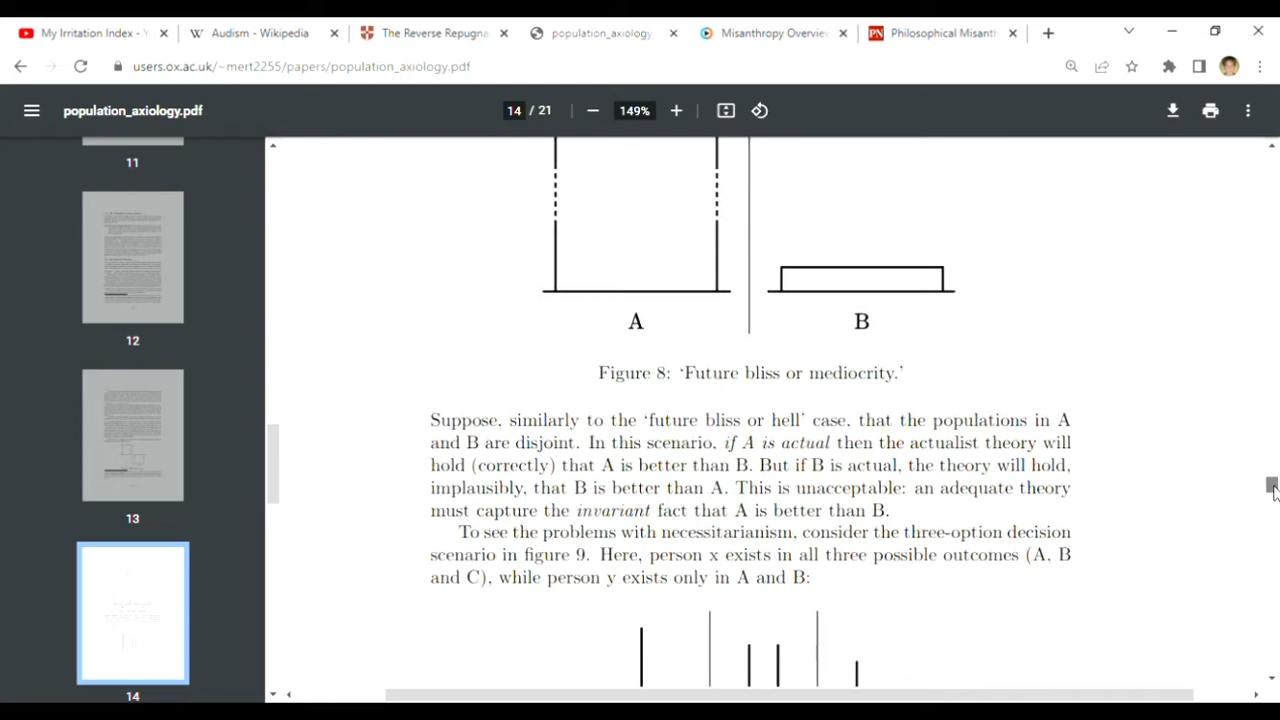 My Irritation Index - Y
Audism - Wikipedia
The Reverse Repugna
population_axiology
Misanthropy Overvie
PN
Philosophical Misanth
users.ox.ac.uk/~mert2255/papers/population_axiology.pdf
population_axiology.pdf
14 / 21
149%
11
12
13
14
A
B
Figure 8: ‘Future bliss or mediocrity.’
Suppose, similarly to the ‘future bliss or hell’ case, that the populations in A
and B are disjoint. In this scenario, if A is actual then the actualist theory will
hold (correctly) that A is better than B. But if B is actual, the theory will hold,
implausibly, that B is better than A. This is unacceptable: an adequate theory
must capture the invariant fact that A is better than B.
To see the problems with necessitarianism, consider the three-option decision
scenario in figure 9. Here, person x exists in all three possible outcomes (A, B
and C), while person y exists only in A and B: